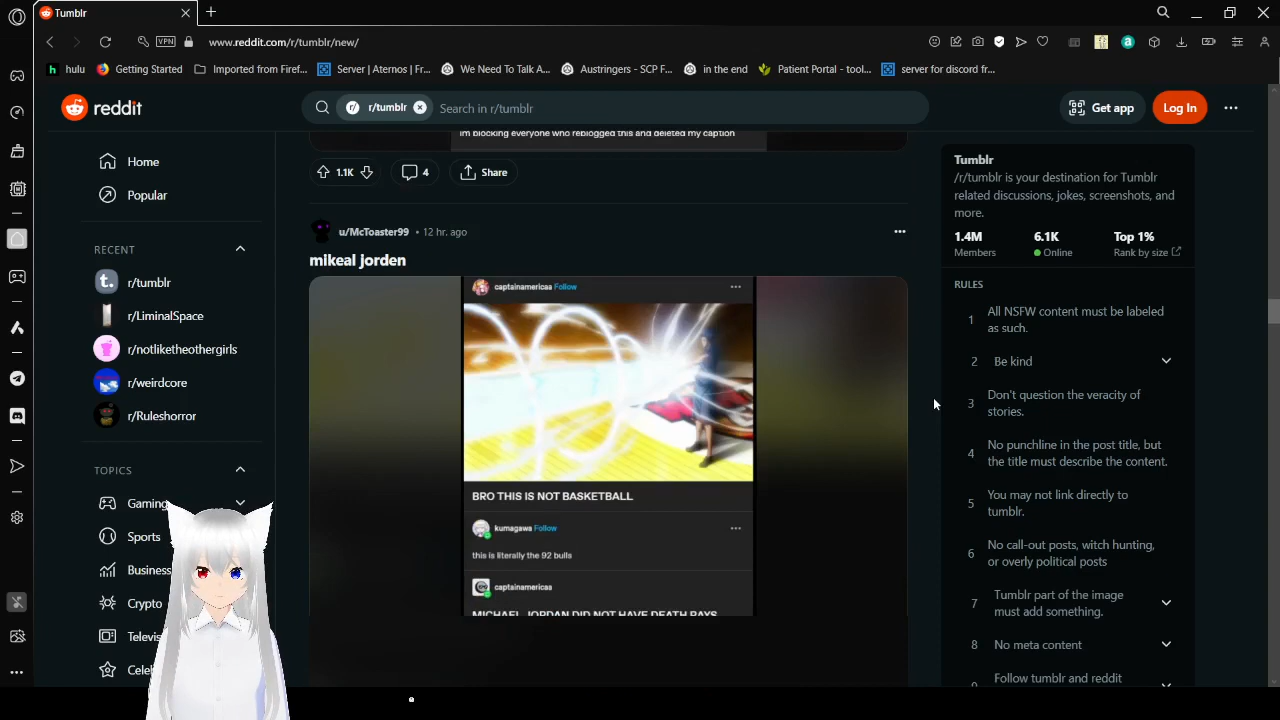 Tumblr
VPN
www.reddit.com/r/tumblr/new/
hulu
Getting Started
Imported from Firef...
Server | Aternos | Fr...
We Need To Talk A...
Austringers - SCP F...
in the end
Patient Portal - tool...
server for discord fr...
reddit
r/tumblr
Search in r/tumblr
Get app
Log In
Home
Popular
RECENT
r/tumblr
r/LiminalSpace
r/notliketheothergirls
r/weirdcore
r/Ruleshorror
TOPICS
Gaming
Sports
Business
Crypto
Televi
Celeb
im blocking everyone who reblogged this and deleted my caption
1.1K
4
Share
u/McToaster99 • 12 hr. ago
mikeal jorden
captainamericaa Follow
BRO THIS IS NOT BASKETBALL
kumagawa Follow
this is literally the 92 bulls
captainamericaa
MICHAEL JORDAN DID NOT HAVE DEATH RAYS
Tumblr
/r/tumblr is your destination for Tumblr
related discussions, jokes, screenshots, and
more.
1.4M 6.1K Top 1%
Members Online Rank by size
RULES
1 All NSFW content must be labeled
as such.
2 Be kind
3 Don't question the veracity of
stories.
4 No punchline in the post title, but
the title must describe the content.
5 You may not link directly to
tumblr.
6 No call-out posts, witch hunting,
or overly political posts
7 Tumblr part of the image
must add something.
8 No meta content
Follow tumblr and reddit